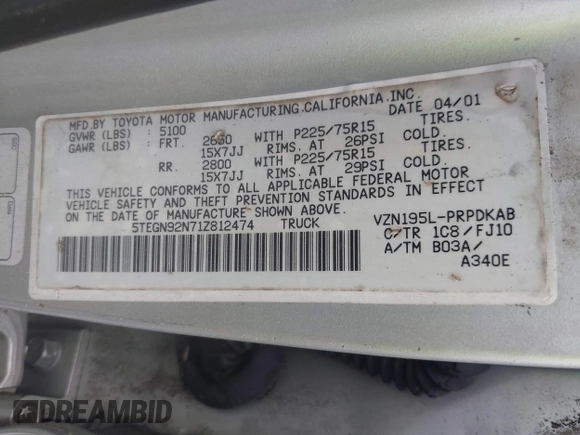 MFD. BY TOYOTA MOTOR MANUFACTURING, CALIFORNIA, INC.
DATE 04/01
GVWR (LBS) : 5100
GAWR (LBS) : FRT. 2650 WITH P225/75R15 TIRES.
15X7JJ RIMS. AT 26PSI COLD.
RR. 2800 WITH P225/75R15 TIRES.
15X7JJ RIMS. AT 29PSI COLD.
THIS VEHICLE CONFORMS TO ALL APPLICABLE FEDERAL MOTOR
VEHICLE SAFETY AND THEFT PREVENTION STANDARDS IN EFFECT
ON THE DATE OF MANUFACTURE SHOWN ABOVE.
5TEGN92N71Z812474 TRUCK
VZN195L-PRPDKAB
C/TR 1C8/FJ10
A/TM B03A/
A340E
DREAMBID